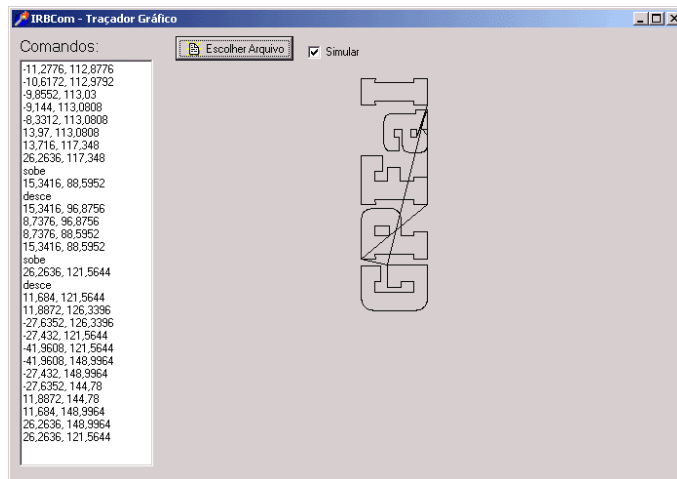 IRBCom - Traçador Gráfico
Comandos:
Escolher Arquivo
Simular
-11,2776, 112,8776
-10,6172, 112,9792
-9,8552, 113,03
-9,144, 113,0808
-8,3312, 113,0808
13,97, 113,0808
13,716, 117,348
26,2636, 117,348
sobe
15,3416, 88,5952
desce
15,3416, 96,8756
8,7376, 96,8756
8,7376, 88,5952
15,3416, 88,5952
sobe
26,2636, 121,5644
desce
11,684, 121,5644
11,8872, 126,3396
-27,6352, 126,3396
-27,432, 121,5644
-41,9608, 121,5644
-41,9608, 148,9964
-27,432, 148,9964
-27,6352, 144,78
11,8872, 144,78
11,684, 148,9964
26,2636, 148,9964
26,2636, 121,5644
GRFaI